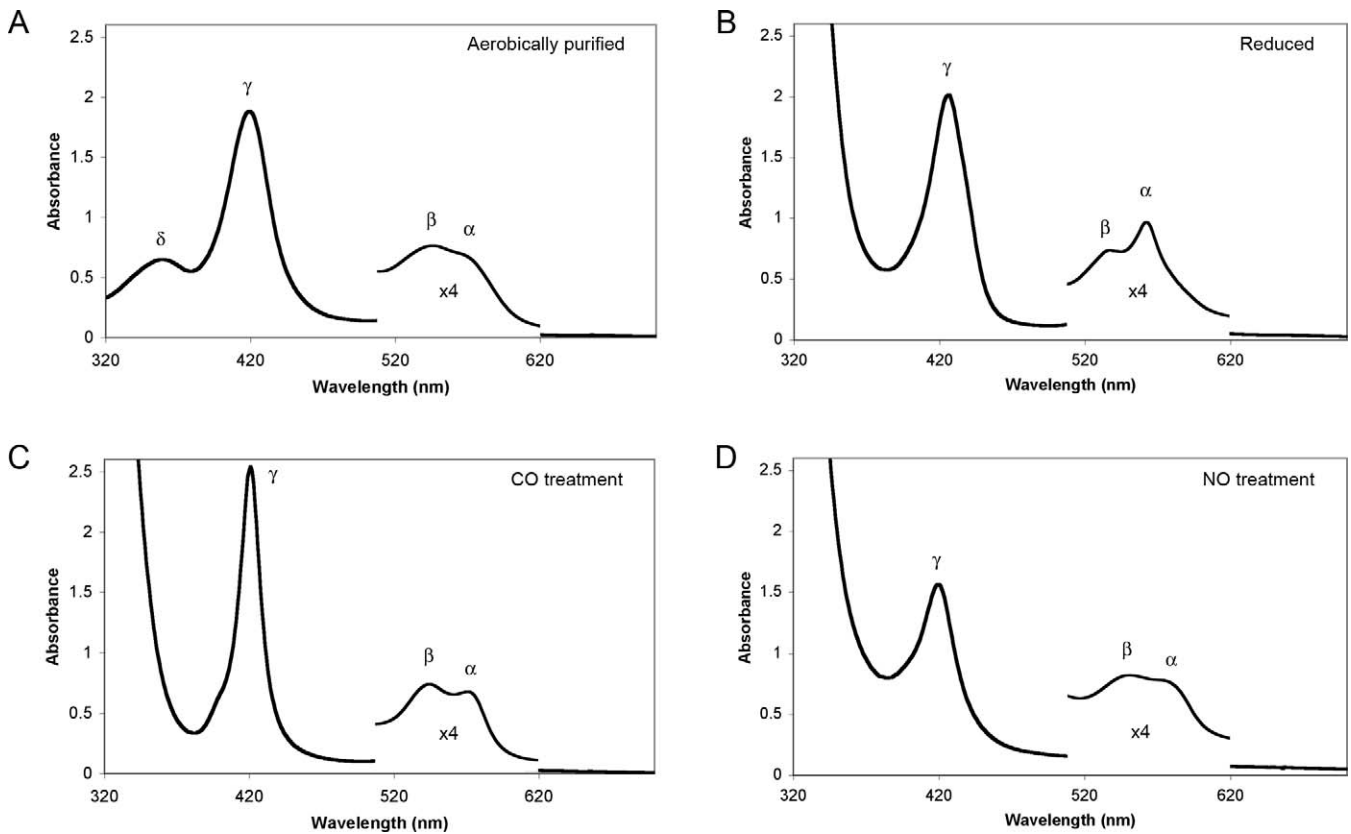 A
Aerobically purified
2.5
2
1.5
1
0.5
0
Absorbance
δ
γ
β
α
x4
320
420
520
620
Wavelength (nm)
B
Reduced
2.5
2
1.5
1
0.5
0
Absorbance
γ
β
α
x4
320
420
520
620
Wavelength (nm)
C
CO treatment
2.5
2
1.5
1
0.5
0
Absorbance
γ
β
α
x4
320
420
520
620
Wavelength (nm)
D
NO treatment
2.5
2
1.5
1
0.5
0
Absorbance
γ
β
α
x4
320
420
520
620
Wavelength (nm)